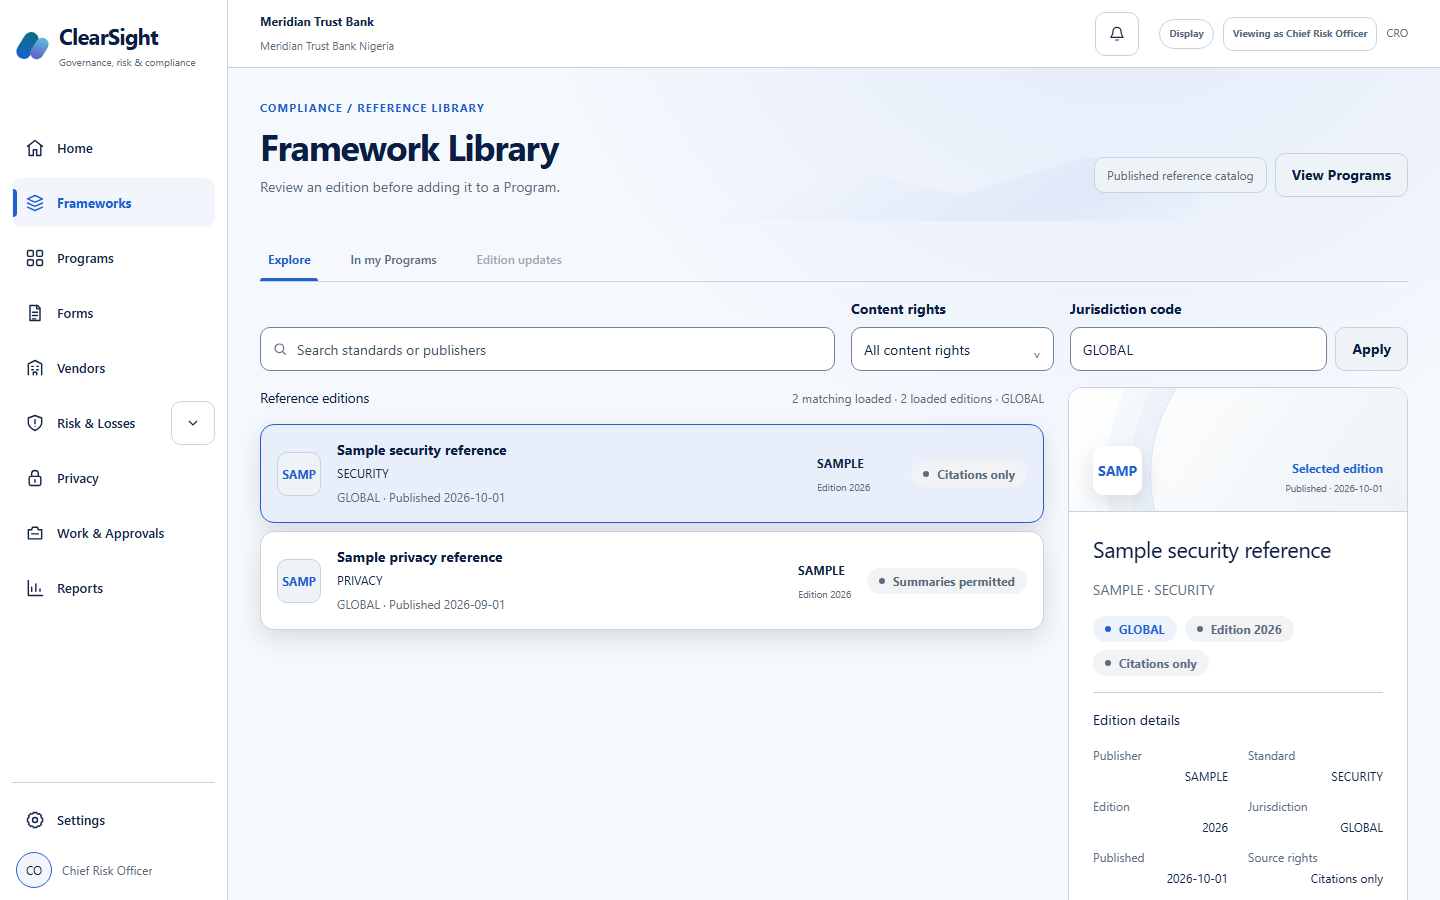 ClearSight
Governance, risk & compliance
Home
Frameworks
Programs
Forms
Vendors
Risk & Losses
Privacy
Work & Approvals
Reports
Settings
CO
Chief Risk Officer
Meridian Trust Bank
Meridian Trust Bank Nigeria
Display
Viewing as Chief Risk Officer
CRO
COMPLIANCE / REFERENCE LIBRARY
Framework Library
Review an edition before adding it to a Program.
Published reference catalog
View Programs
Explore
In my Programs
Edition updates
Content rights
Jurisdiction code
Search standards or publishers
All content rights
GLOBAL
Apply
Reference editions
2 matching loaded · 2 loaded editions · GLOBAL
SAMP
Sample security reference
SECURITY
GLOBAL · Published 2026-10-01
SAMPLE
Edition 2026
Citations only
SAMP
Sample privacy reference
PRIVACY
GLOBAL · Published 2026-09-01
SAMPLE
Edition 2026
Summaries permitted
SAMP
Selected edition
Published · 2026-10-01
Sample security reference
SAMPLE · SECURITY
GLOBAL
Edition 2026
Citations only
Edition details
Publisher
SAMPLE
Standard
SECURITY
Edition
2026
Jurisdiction
GLOBAL
Published
2026-10-01
Source rights
Citations only